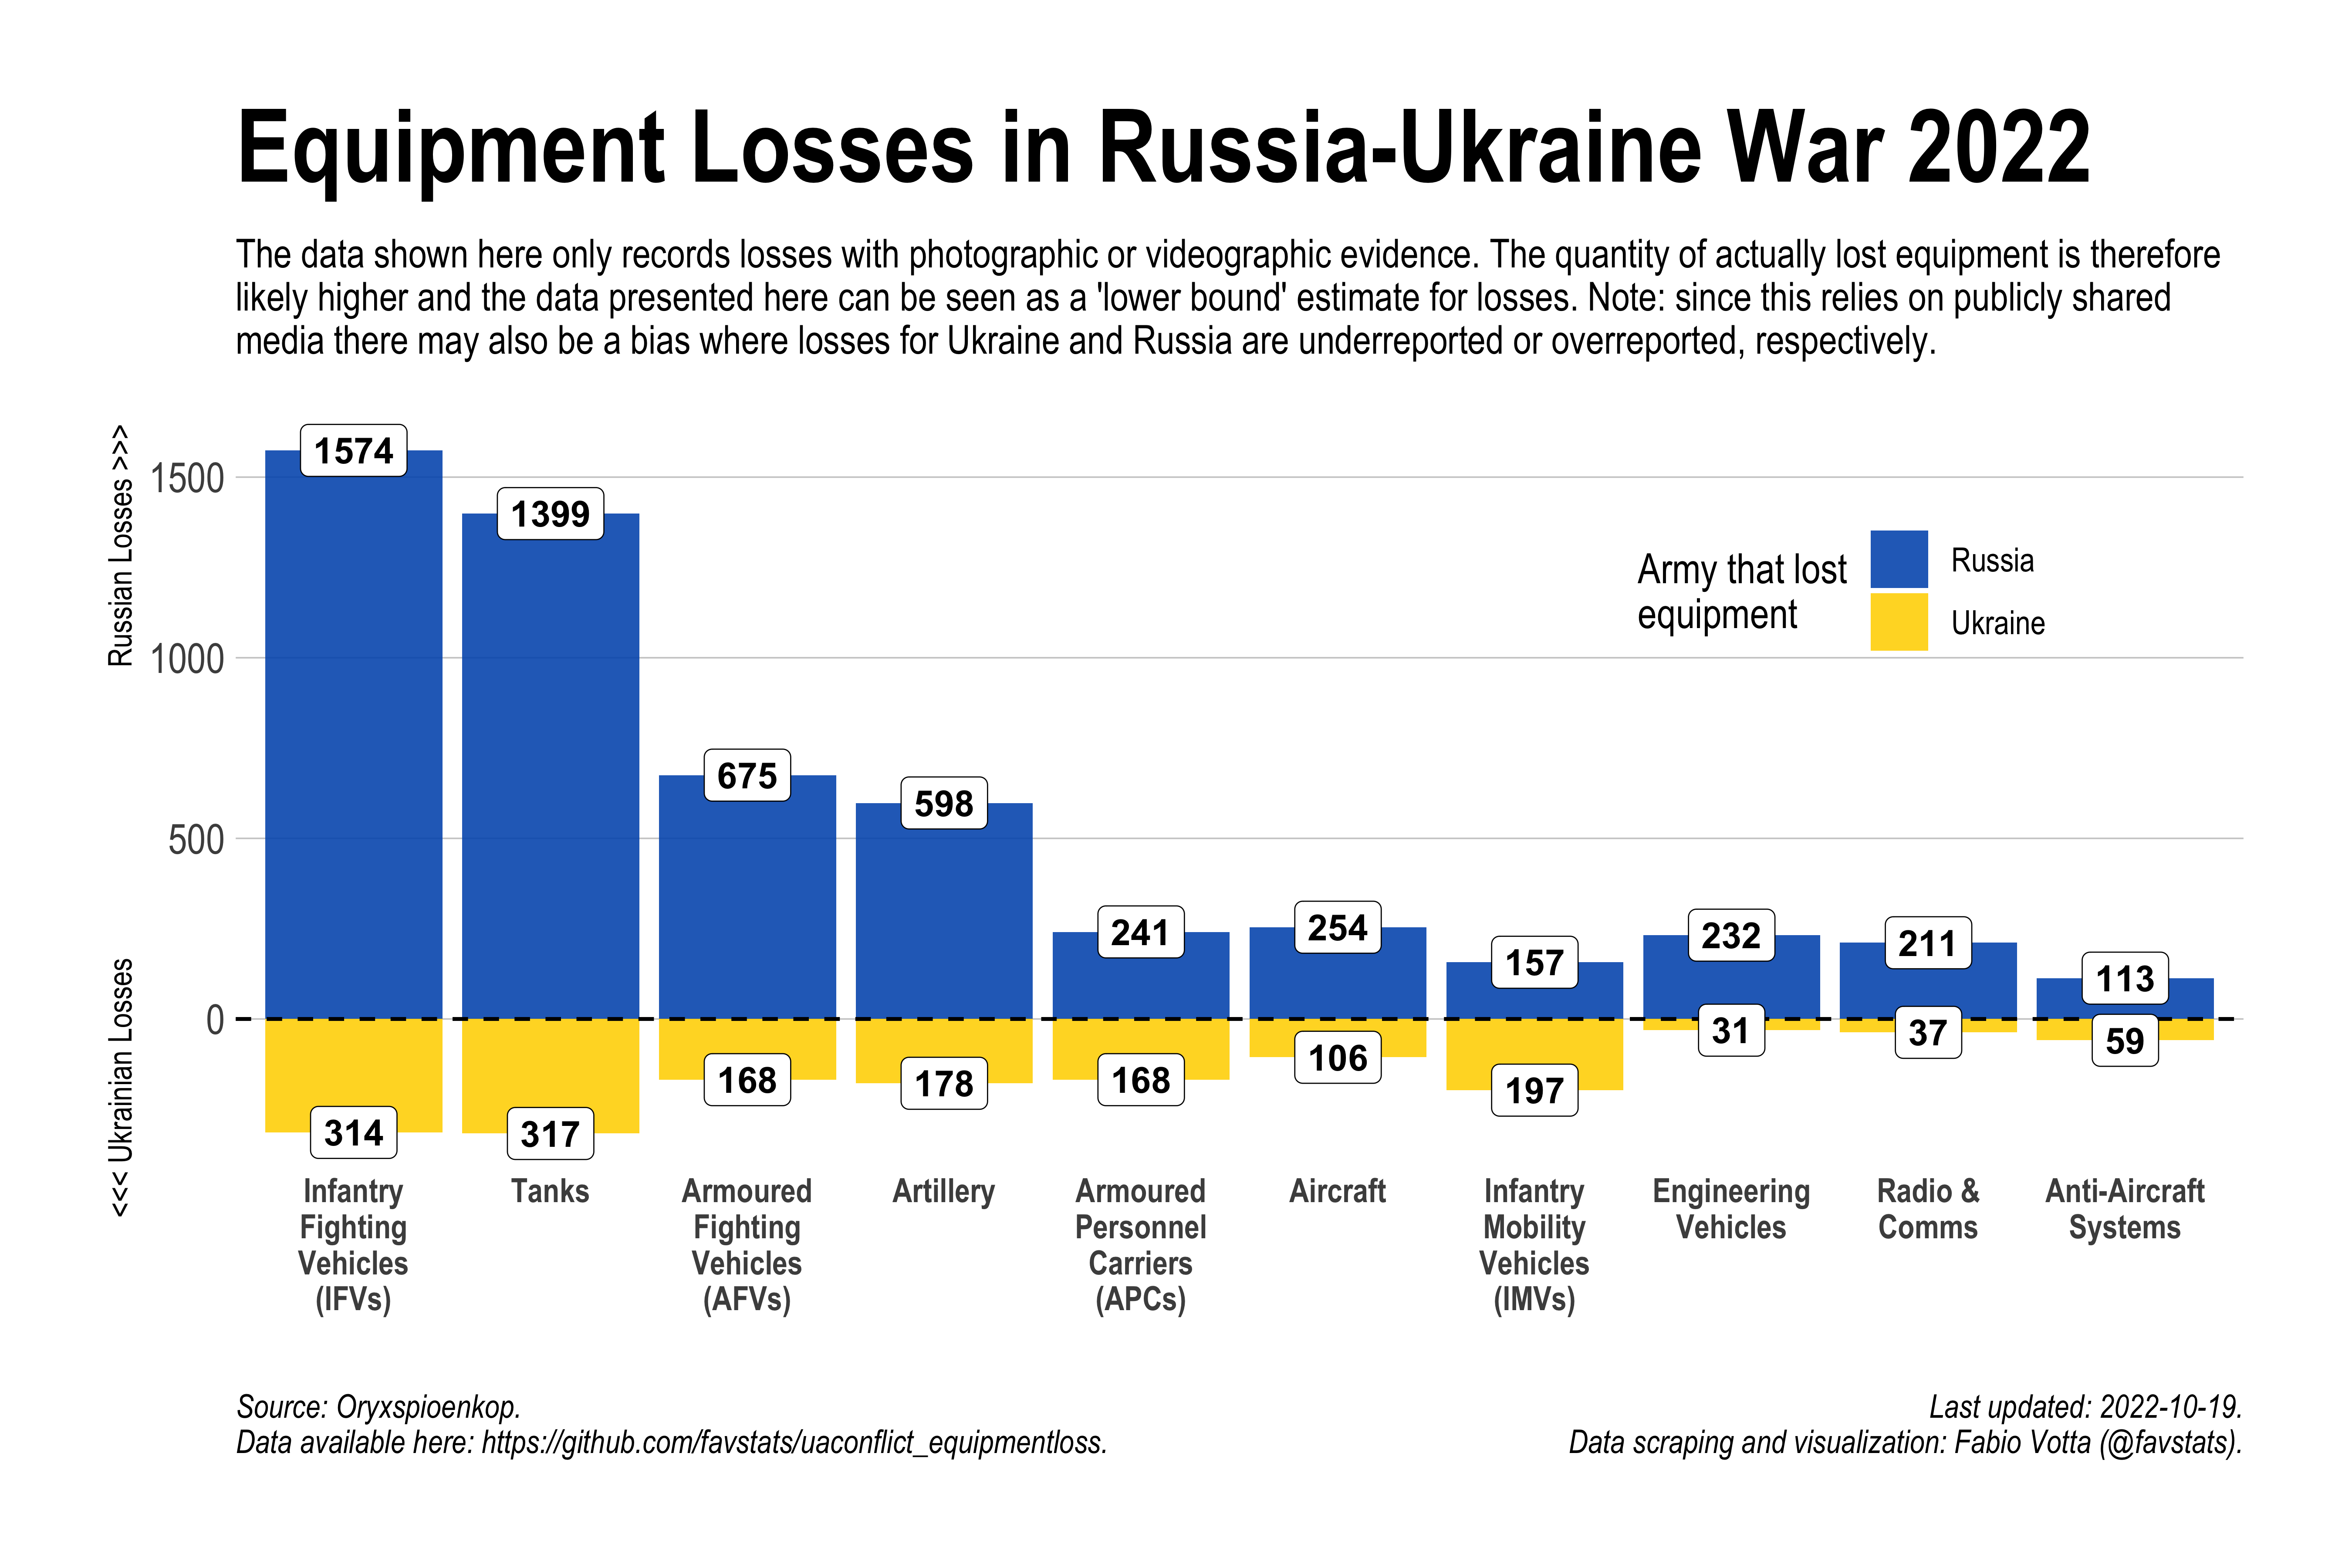 Equipment Losses in Russia-Ukraine War 2022
The data shown here only records losses with photographic or videographic evidence. The quantity of actually lost equipment is therefore
likely higher and the data presented here can be seen as a 'lower bound' estimate for losses. Note: since this relies on publicly shared
media there may also be a bias where losses for Ukraine and Russia are underreported or overreported, respectively.
Russian Losses >>>
<<< Ukrainian Losses
1500
1000
500
0
Army that lost
equipment
Russia
Ukraine
1574
1399
675
598
241
254
157
232
211
113
314
317
168
178
168
106
197
31
37
59
Infantry
Fighting
Vehicles
(IFVs)
Tanks
Armoured
Fighting
Vehicles
(AFVs)
Artillery
Armoured
Personnel
Carriers
(APCs)
Aircraft
Infantry
Mobility
Vehicles
(IMVs)
Engineering
Vehicles
Radio &
Comms
Anti-Aircraft
Systems
Source: Oryxspioenkop.
Data available here: https://github.com/favstats/uaconflict_equipmentloss.
Last updated: 2022-10-19.
Data scraping and visualization: Fabio Votta (@favstats).